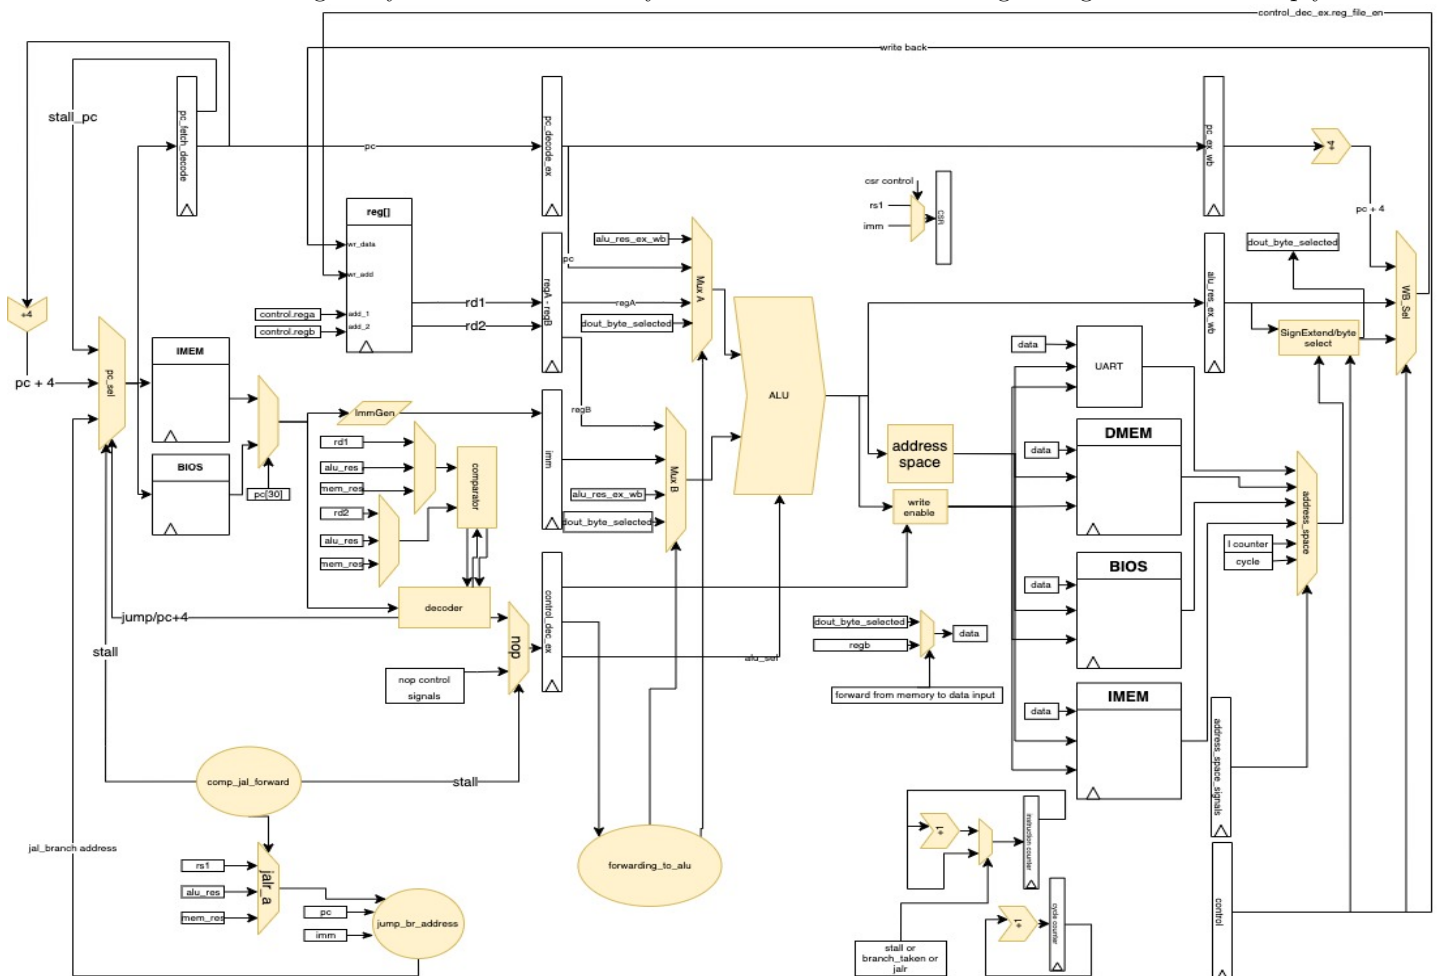 control_dec_ex.reg_file_en
write back
stall_pc
pc_fetch_decode
pc
pc_decode_ex
pc_ex_wb
+4
csr control
rs1
imm
CSR
pc + 4
reg[]
wr_data
wr_add
add_1
add_2
control.rega
control.regb
rd1
rd2
regA - regB
pc
alu_res_ex_wb
regA
dout_byte_selected
Mux A
alu_res_ex_wb
dout_byte_selected
SignExtend/byte
select
WB_Sel
+4
pc + 4
pc_sel
IMEM
BIOS
pc[30]
ImmGen
rd1
alu_res
mem_res
rd2
alu_res
mem_res
comparator
decoder
imm
regB
alu_res_ex_wb
dout_byte_selected
Mux B
ALU
address
space
write
enable
data
UART
data
DMEM
data
BIOS
data
IMEM
I counter
cycle
address_space
jump/pc+4
stall
nop
nop control
signals
control_dec_ex
alu_sel
dout_byte_selected
regb
data
forward from memory to data input
address_space_signals
comp_jal_forward
stall
jal_branch address
rs1
alu_res
mem_res
jalr_a
pc
imm
jump_br_address
forwarding_to_alu
+1
instruction counter
+1
cycle counter
stall or
branch_taken or
jalr
control